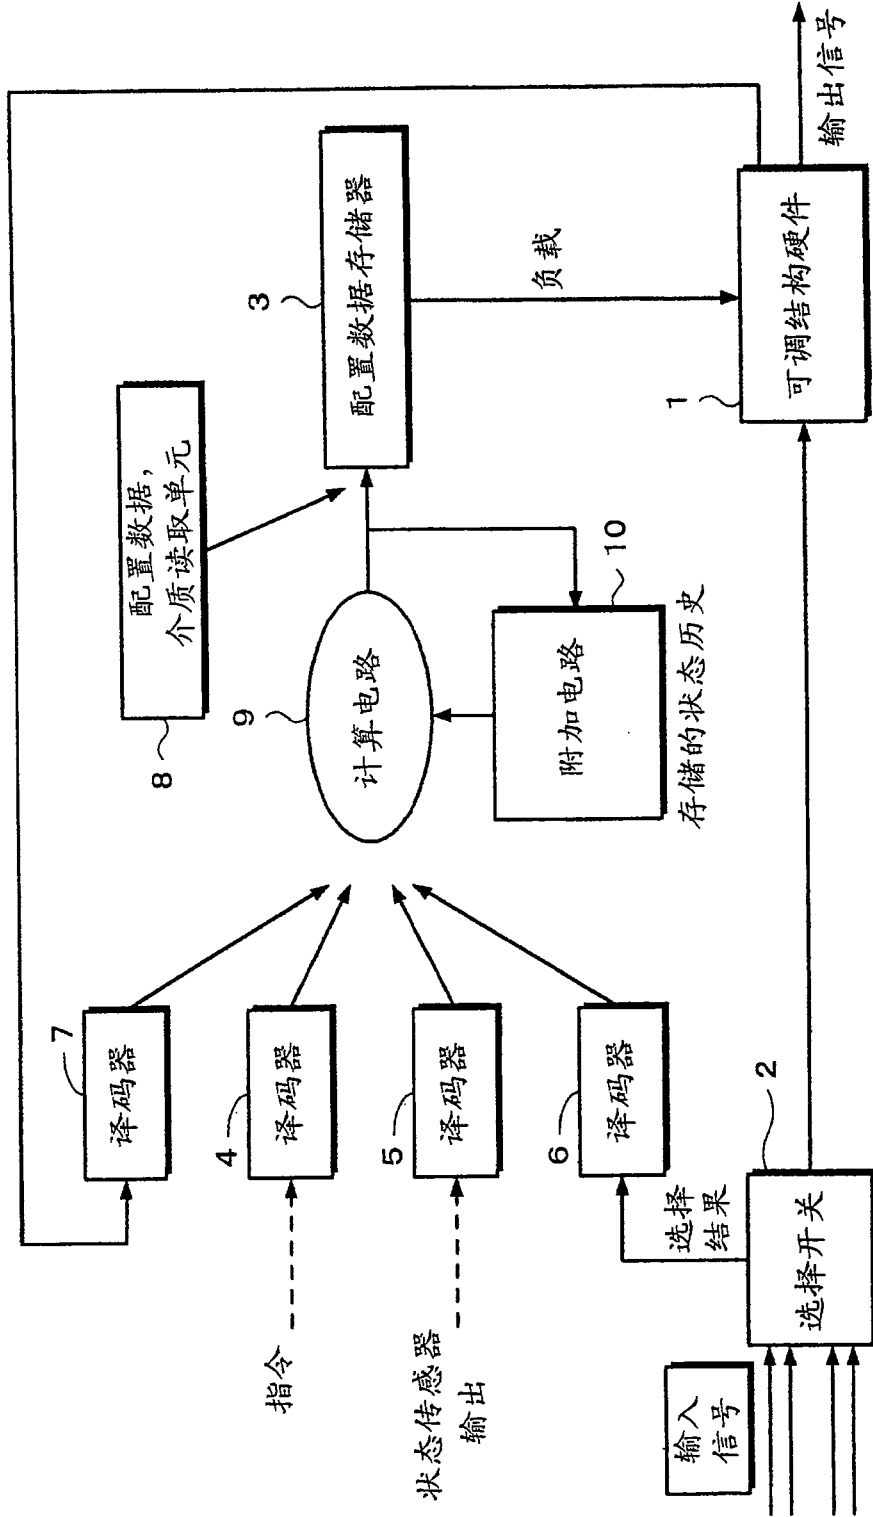 7
译码器
4
译码器
指令
5
译码器
状态传感器
输出
6
译码器
选择
结果
输入
信号
2
选择开关
8
配置数据,
介质读取单元
9
计算电路
10
附加电路
存储的状态历史
3
配置数据存储器
负载
1
可调结构硬件
输出信号